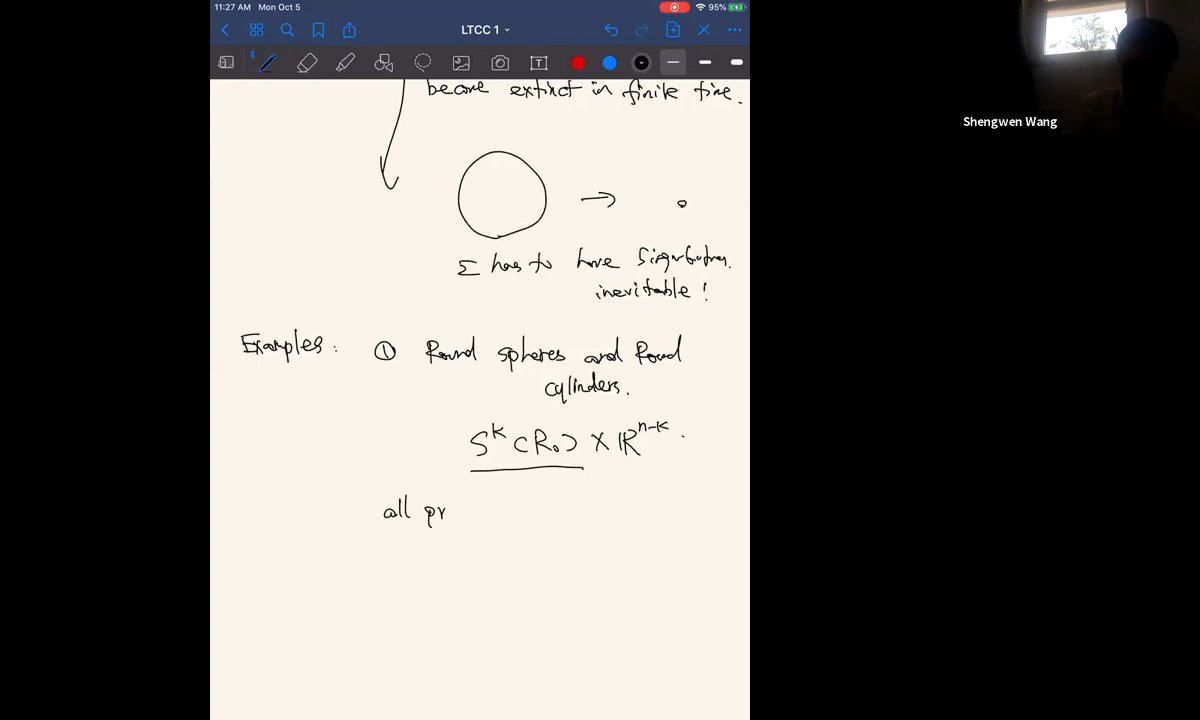 11:27 AM Mon Oct 5
95%
LTCC 1
T
become extinct in finite time.
Σ has to have Singularities.
inevitable!
Examples: ① Round spheres and Round
cylinders.
S^k(R₀) × ℝ^{n-k}.
all pr
Shengwen Wang